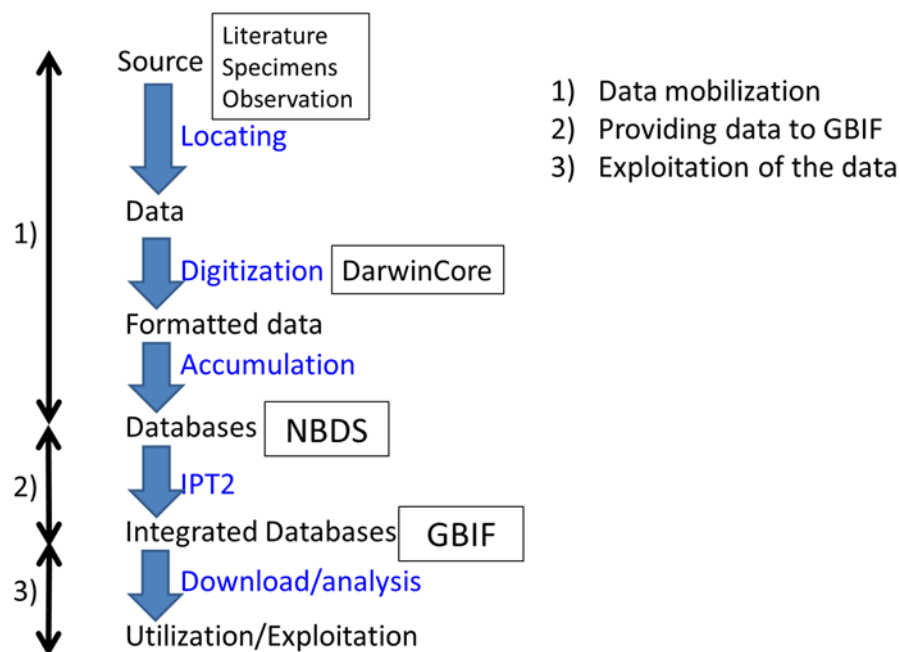 Source
Literature
Specimens
Observation
Locating
Data
Digitization
DarwinCore
Formatted data
Accumulation
Databases
NBDS
IPT2
Integrated Databases
GBIF
Download/analysis
Utilization/Exploitation
1)
2)
3)
1) Data mobilization
2) Providing data to GBIF
3) Exploitation of the data